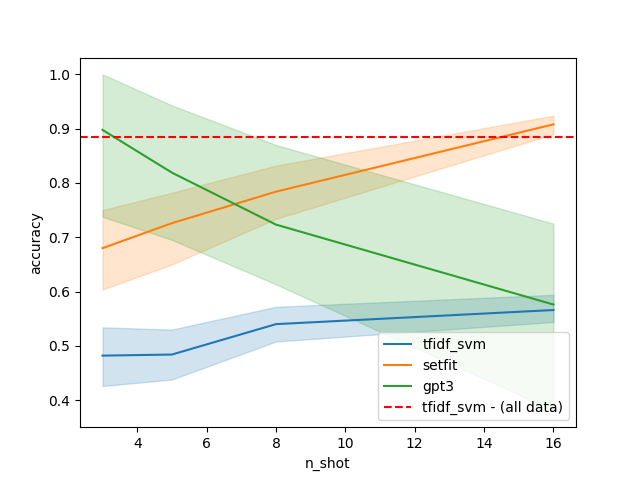 1.0
0.9
0.8
0.7
0.6
0.5
0.4
accuracy
tfidf_svm
setfit
gpt3
tfidf_svm - (all data)
4 6 8 10 12 14 16
n_shot